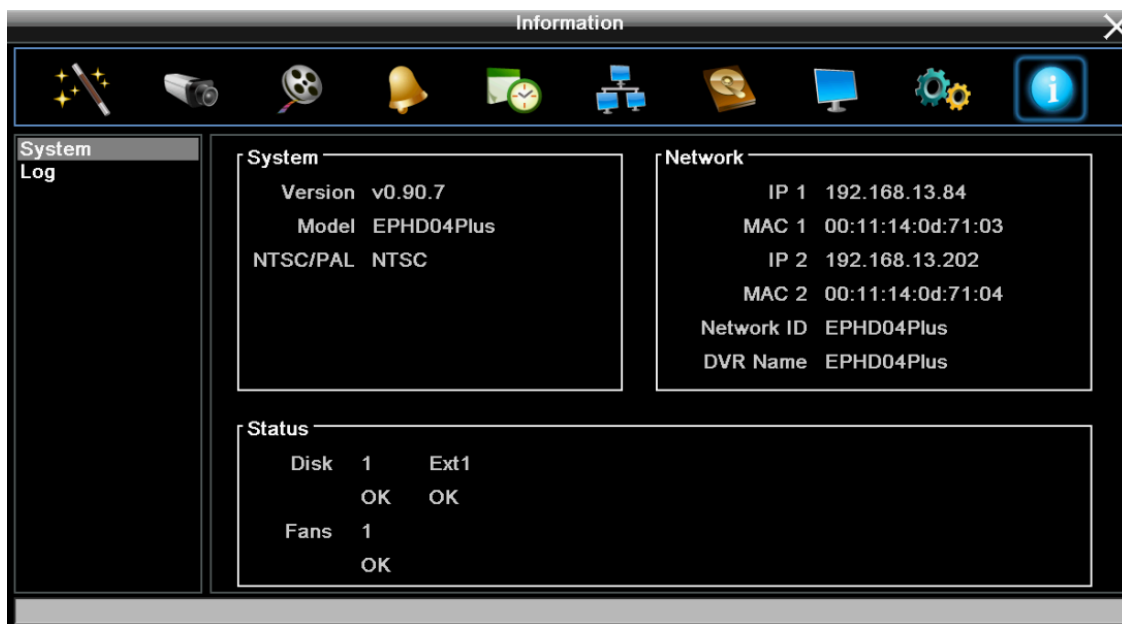 Information
System
Log
System
Version v0.90.7
Model EPHD04Plus
NTSC/PAL NTSC
Network
IP 1 192.168.13.84
MAC 1 00:11:14:0d:71:03
IP 2 192.168.13.202
MAC 2 00:11:14:0d:71:04
Network ID EPHD04Plus
DVR Name EPHD04Plus
Status
Disk 1 Ext1
OK OK
Fans 1
OK